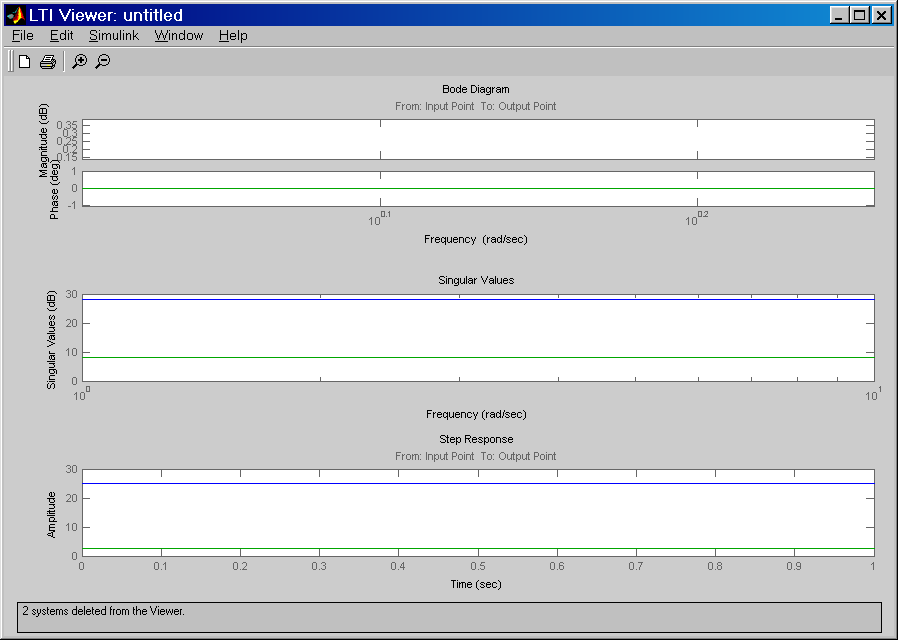 LTI Viewer: untitled
File Edit Simulink Window Help
Bode Diagram
From: Input Point To: Output Point
Magnitude (dB)
0.35
0.3
0.25
0.2
0.15
Phase (deg)
1
0
-1
10^0.1 10^0.2
Frequency (rad/sec)
Singular Values
Singular Values (dB)
30
20
10
0
10^0 10^1
Frequency (rad/sec)
Step Response
From: Input Point To: Output Point
Amplitude
30
20
10
0
0 0.1 0.2 0.3 0.4 0.5 0.6 0.7 0.8 0.9 1
Time (sec)
2 systems deleted from the Viewer.